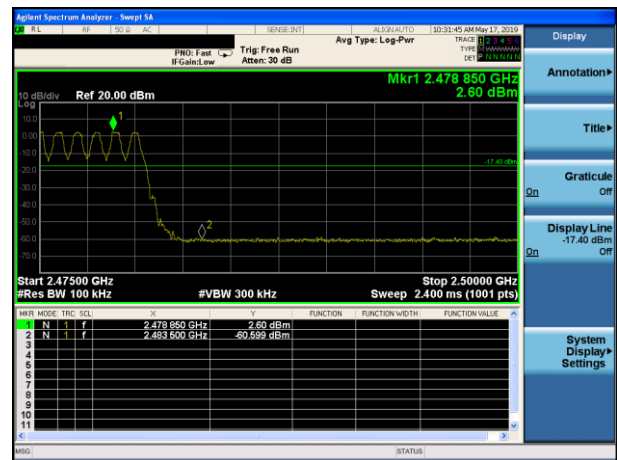 Agilent Spectrum Analyzer - Swept SA
RL RF 50 Ω AC SENSE:INT ALIGNAUTO 10:31:45 AM May 17, 2019
Avg Type: Log-Pwr
TRACE 1 2 3 4 5 6
PNO: Fast Trig: Free Run
TYPE
IFGain:Low Atten: 30 dB
DET P N N N N N
Mkr1 2.478 850 GHz
2.60 dBm
10 dB/div Ref 20.00 dBm
Log
10.0
0.00
-10.0
-17.40 dBm
-20.0
-30.0
-40.0
-50.0
-60.0
-70.0
1
2
Start 2.47500 GHz Stop 2.50000 GHz
#Res BW 100 kHz #VBW 300 kHz Sweep 2.400 ms (1001 pts)
MKR MODE TRC SCL X Y FUNCTION FUNCTION WIDTH FUNCTION VALUE
1 N 1 f 2.478 850 GHz 2.60 dBm
2 N 1 f 2.483 500 GHz -60.599 dBm
3
4
5
6
7
8
9
10
11
MSG STATUS
Display
Annotation
Title
Graticule
On Off
Display Line
-17.40 dBm
On Off
System
Display
Settings